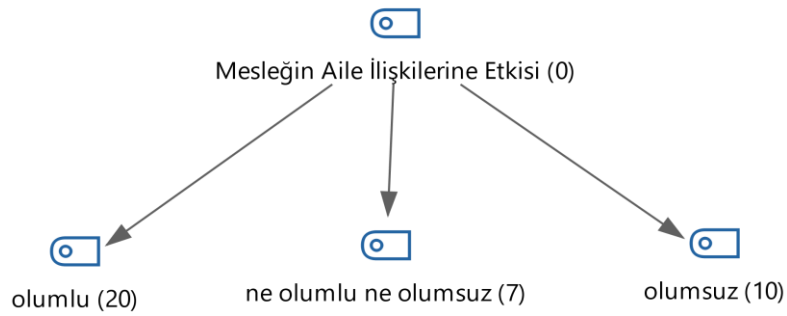 Mesleğin Aile İlişkilerine Etkisi (0)
olumlu (20)
ne olumlu ne olumsuz (7)
olumsuz (10)